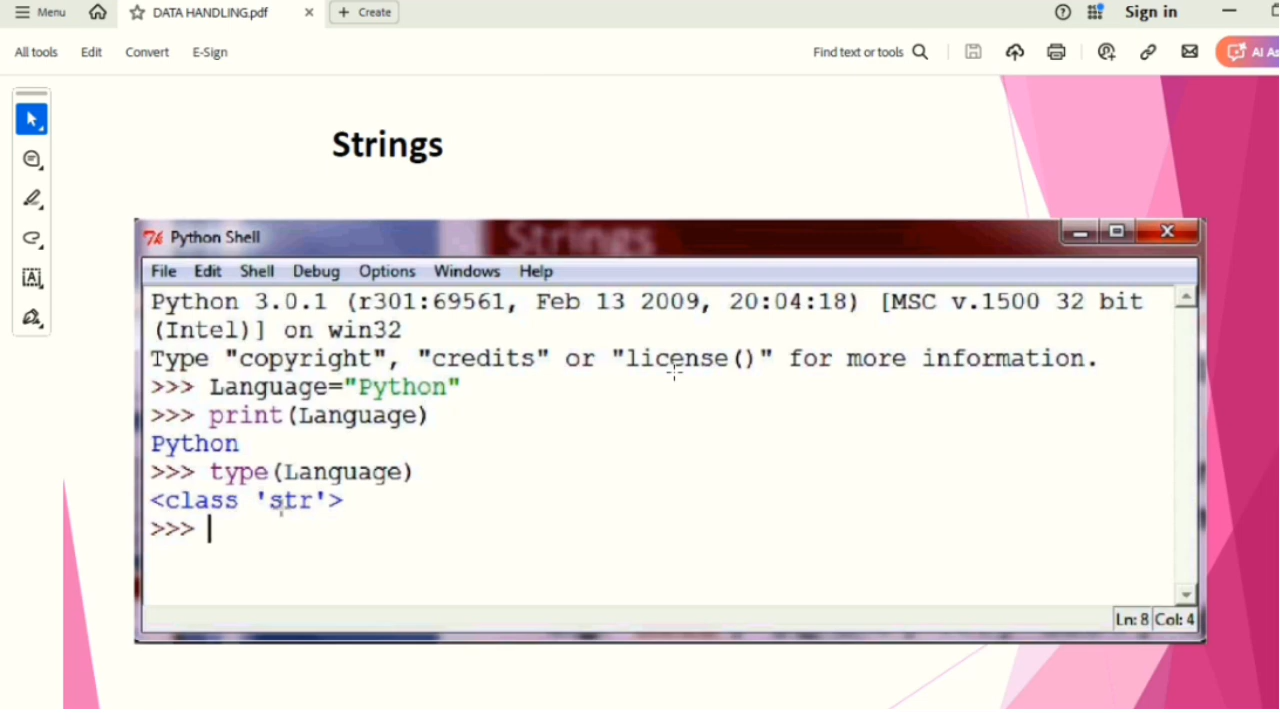 Menu
DATA HANDLING.pdf
× + Create
Sign in
All tools Edit Convert E-Sign
Find text or tools
AI As
Strings
Python Shell
Strings
File Edit Shell Debug Options Windows Help
Python 3.0.1 (r301:69561, Feb 13 2009, 20:04:18) [MSC v.1500 32 bit
(Intel)] on win32
Type "copyright", "credits" or "license()" for more information.
>>> Language="Python"
>>> print(Language)
Python
>>> type(Language)
<class 'str'>
>>>
Ln: 8 Col: 4